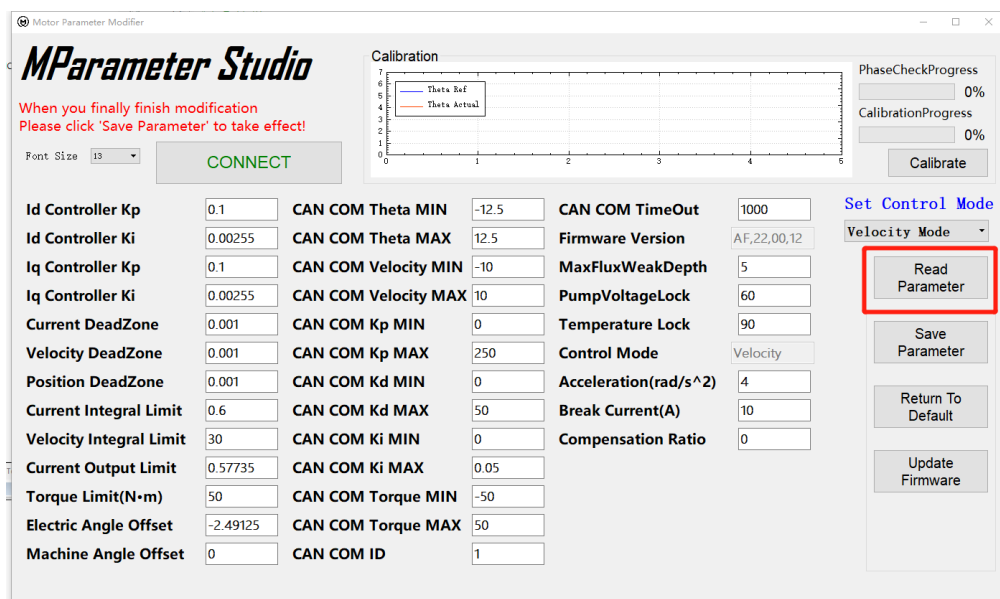 Motor Parameter Modifier
MParameter Studio
When you finally finish modification
Please click 'Save Parameter' to take effect!
Font Size 13
CONNECT
Calibration
7
6
5
4
3
2
1
0
Theta Ref
Theta Actual
0 1 2 3 4 5
PhaseCheckProgress
0%
CalibrationProgress
0%
Calibrate
Id Controller Kp 0.1 CAN COM Theta MIN -12.5 CAN COM TimeOut 1000
Id Controller Ki 0.00255 CAN COM Theta MAX 12.5 Firmware Version AF,22,00,12
Iq Controller Kp 0.1 CAN COM Velocity MIN -10 MaxFluxWeakDepth 5
Iq Controller Ki 0.00255 CAN COM Velocity MAX 10 PumpVoltageLock 60
Current DeadZone 0.001 CAN COM Kp MIN 0 Temperature Lock 90
Velocity DeadZone 0.001 CAN COM Kp MAX 250 Control Mode Velocity
Position DeadZone 0.001 CAN COM Kd MIN 0 Acceleration(rad/s^2) 4
Current Integral Limit 0.6 CAN COM Kd MAX 50 Break Current(A) 10
Velocity Integral Limit 30 CAN COM Ki MIN 0 Compensation Ratio 0
Current Output Limit 0.57735 CAN COM Ki MAX 0.05
Torque Limit(N•m) 50 CAN COM Torque MIN -50
Electric Angle Offset -2.49125 CAN COM Torque MAX 50
Machine Angle Offset 0 CAN COM ID 1
Set Control Mode
Velocity Mode
Read
Parameter
Save
Parameter
Return To
Default
Update
Firmware